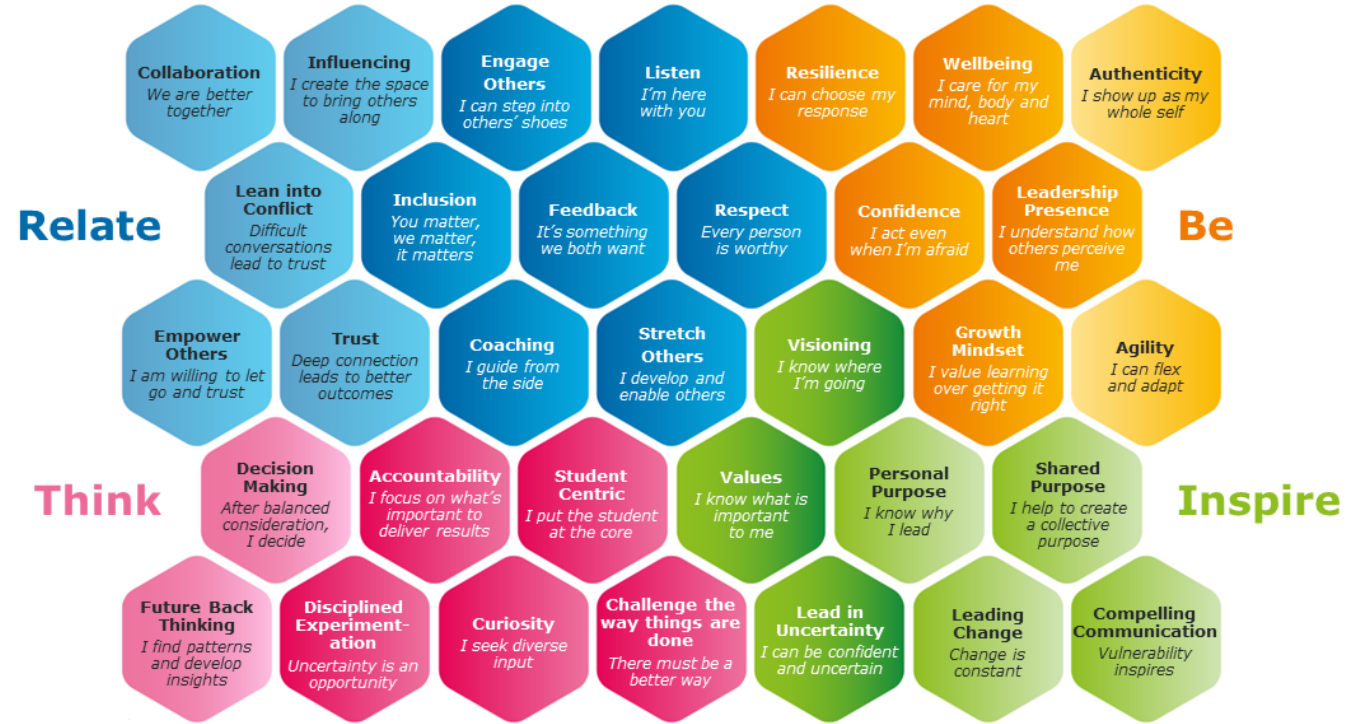 Collaboration
We are better
together
Influencing
I create the space
to bring others
along
Engage
Others
I can step into
others’ shoes
Listen
I’m here
with you
Resilience
I can choose my
response
Wellbeing
I care for my
mind, body and
heart
Authenticity
I show up as my
whole self
Relate
Lean into
Conflict
Difficult
conversations
lead to trust
Inclusion
You matter,
we matter,
it matters
Feedback
It’s something
we both want
Respect
Every person
is worthy
Confidence
I act even
when I’m afraid
Leadership
Presence
I understand how
others perceive
me
Be
Empower
Others
I am willing to let
go and trust
Trust
Deep connection
leads to better
outcomes
Coaching
I guide from
the side
Stretch
Others
I develop and
enable others
Visioning
I know where
I’m going
Growth
Mindset
I value learning
over getting it
right
Agility
I can flex
and adapt
Think
Decision
Making
After balanced
consideration,
I decide
Accountability
I focus on what’s
important to
deliver results
Student
Centric
I put the student
at the core
Values
I know what is
important
to me
Personal
Purpose
I know why
I lead
Shared
Purpose
I help to create
a collective
purpose
Inspire
Future Back
Thinking
I find patterns
and develop
insights
Disciplined
Experiment-
ation
Uncertainty is an
opportunity
Curiosity
I seek diverse
input
Challenge the
way things are
done
There must be a
better way
Lead in
Uncertainty
I can be confident
and uncertain
Leading
Change
Change is
constant
Compelling
Communication
Vulnerability
inspires